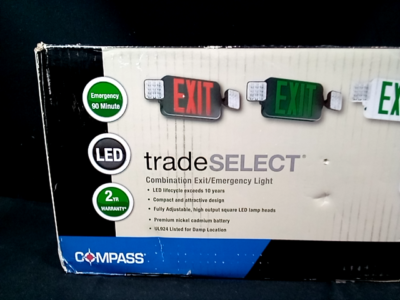 EXIT
EXIT
EXI
Emergency
90 Minute
LED
tradeSELECT®
Combination Exit/Emergency Light
• LED lifecycle exceeds 10 years
• Compact and attractive design
• Fully Adjustable, high output square LED lamp heads
• Premium nickel cadmium battery
• UL924 Listed for Damp Location
2 YR
WARRANTY*
COMPASS®